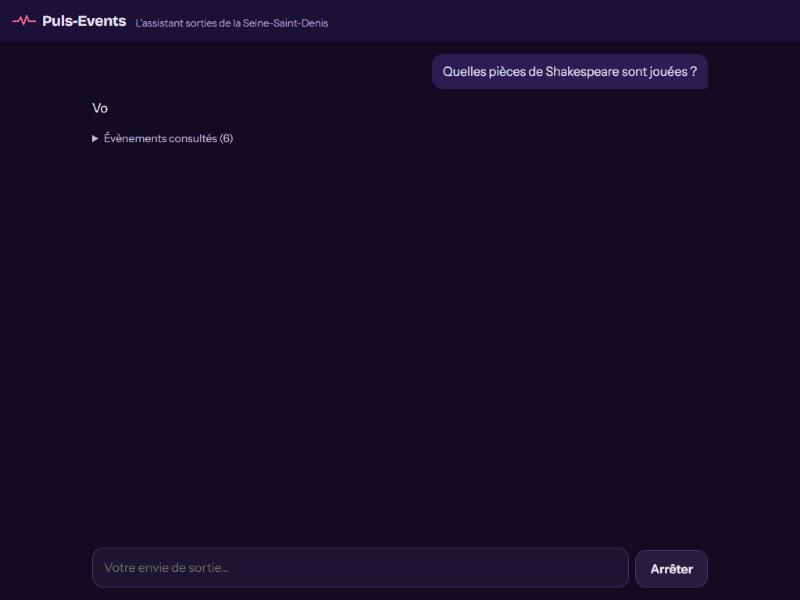 Puls-Events L'assistant sorties de la Seine-Saint-Denis
Quelles pièces de Shakespeare sont jouées ?
Vo
Évènements consultés (6)
Votre envie de sortie...
Arrêter